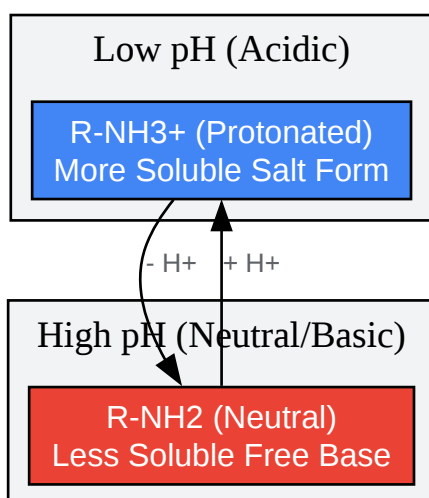 Low pH (Acidic)
R-NH3+ (Protonated)
More Soluble Salt Form
- H+
+ H+
High pH (Neutral/Basic)
R-NH2 (Neutral)
Less Soluble Free Base